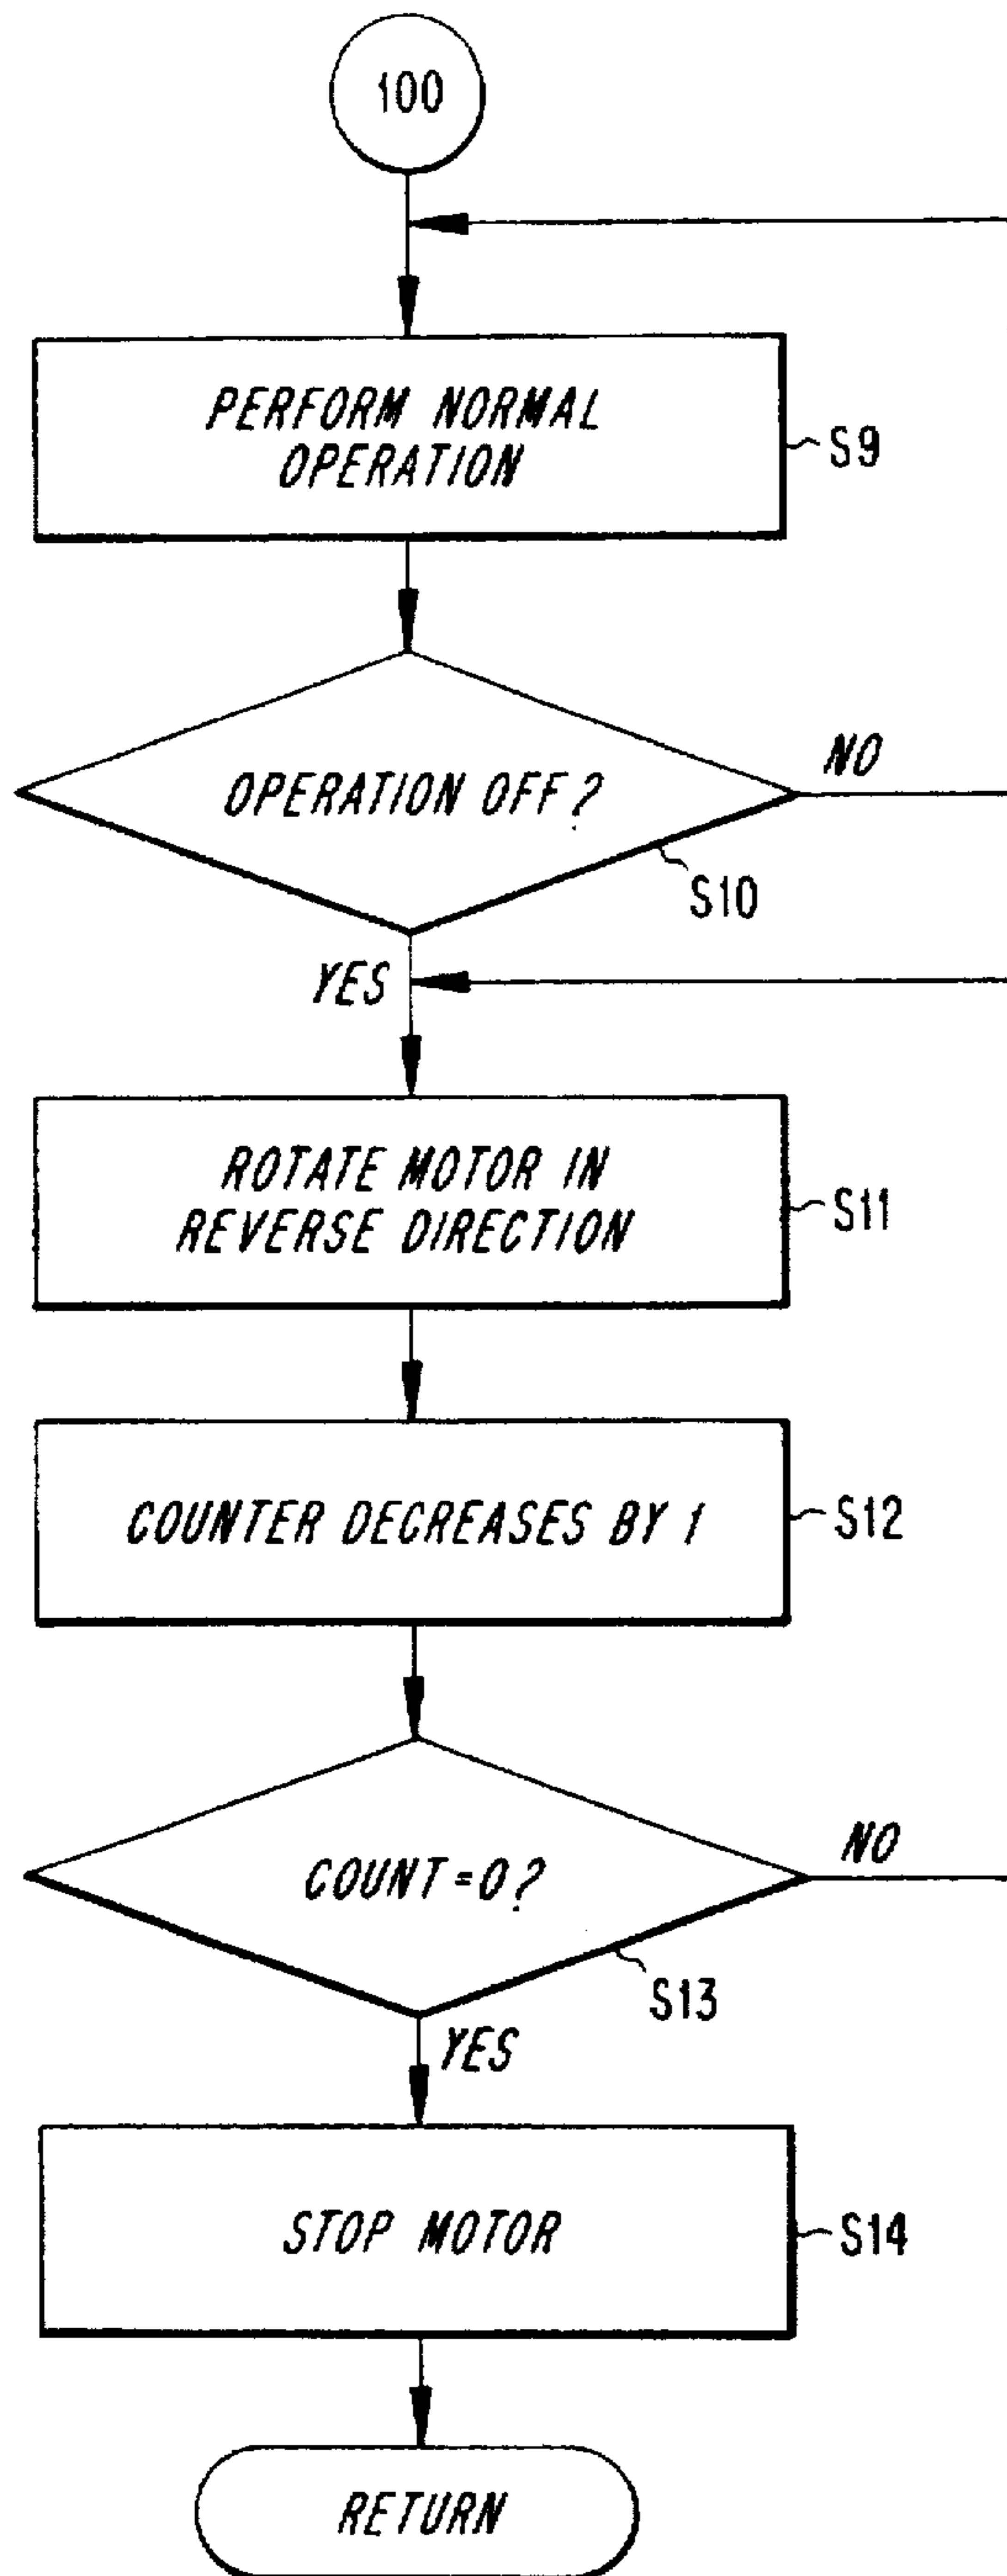 100
PERFORM NORMAL
OPERATION
S9
OPERATION OFF?
NO
S10
YES
ROTATE MOTOR IN
REVERSE DIRECTION
S11
COUNTER DECREASES BY 1
S12
COUNT=0?
NO
S13
YES
STOP MOTOR
S14
RETURN